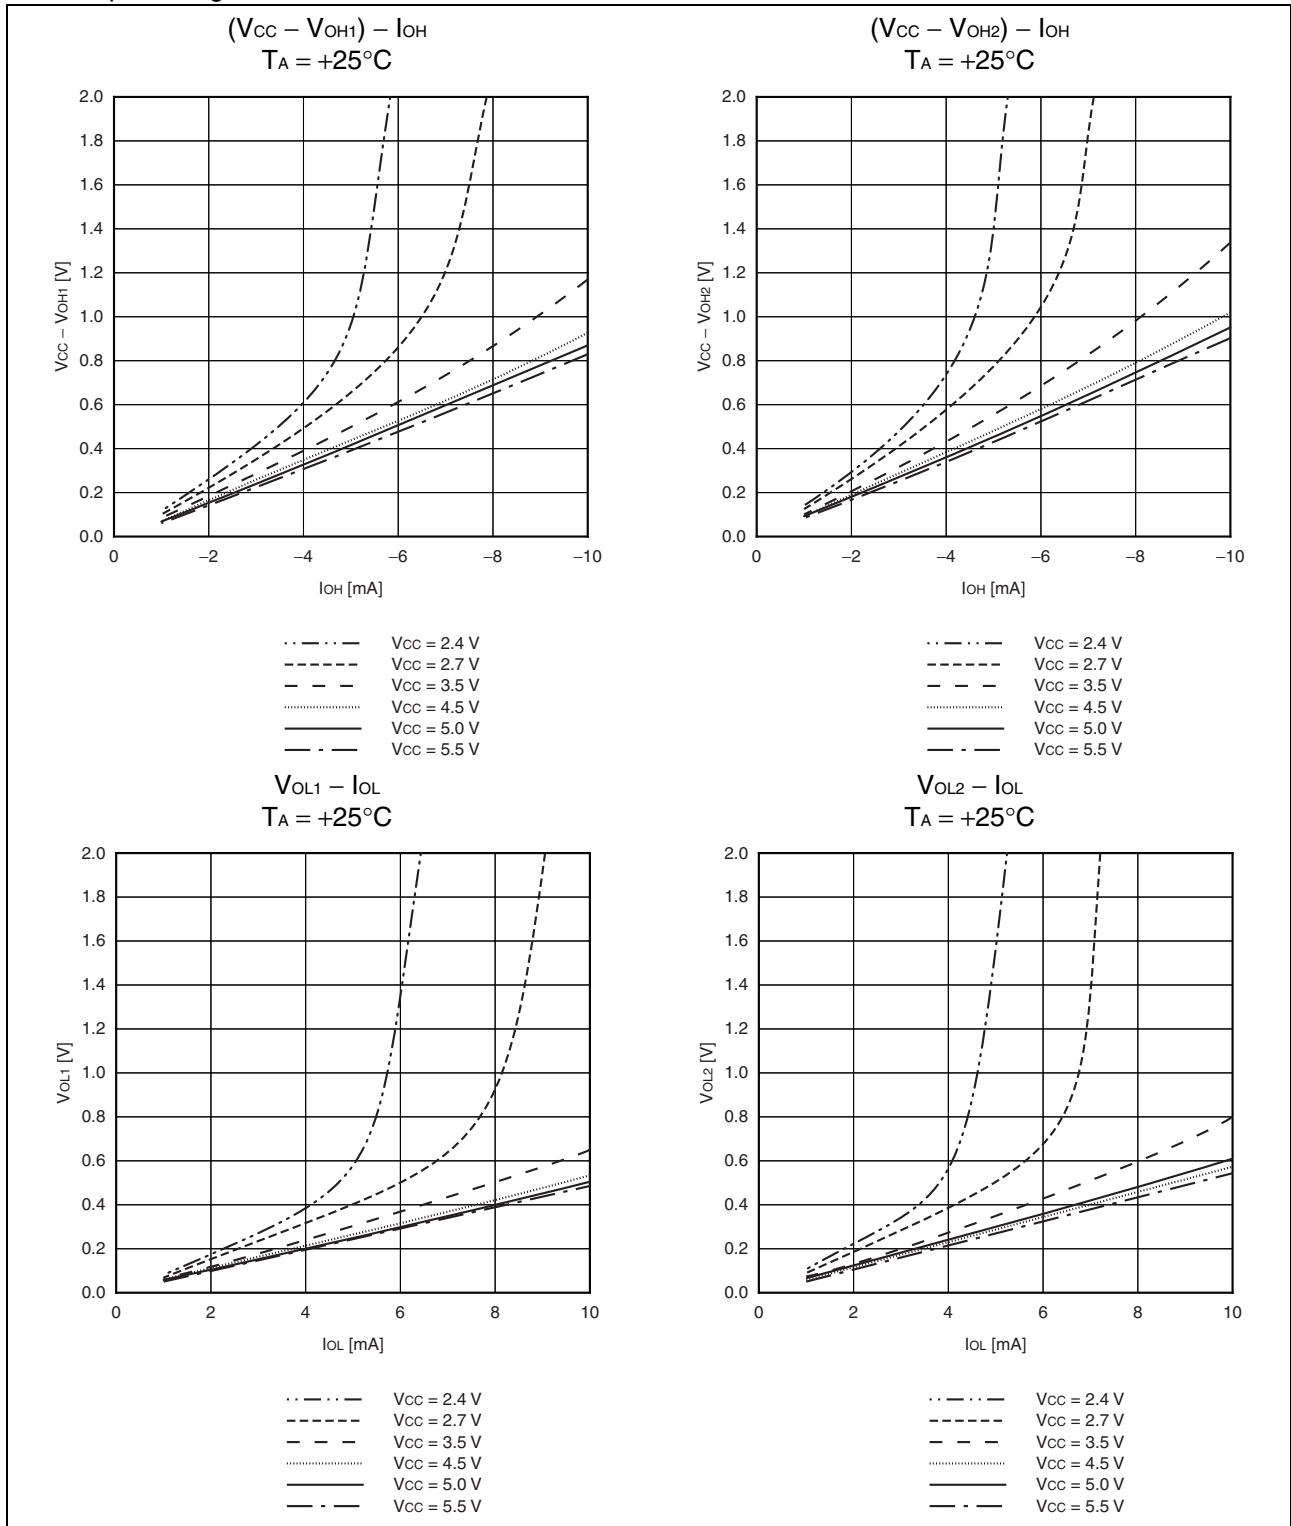 (VCC – VOH1) – IOH
TA = +25°C
2.0
1.8
1.6
1.4
1.2
1.0
0.8
0.6
0.4
0.2
0.0
VCC – VOH1 [V]
0 –2 –4 –6 –8 –10
IOH [mA]
VCC = 2.4 V
VCC = 2.7 V
VCC = 3.5 V
VCC = 4.5 V
VCC = 5.0 V
VCC = 5.5 V
(VCC – VOH2) – IOH
TA = +25°C
2.0
1.8
1.6
1.4
1.2
1.0
0.8
0.6
0.4
0.2
0.0
VCC – VOH2 [V]
0 –2 –4 –6 –8 –10
IOH [mA]
VCC = 2.4 V
VCC = 2.7 V
VCC = 3.5 V
VCC = 4.5 V
VCC = 5.0 V
VCC = 5.5 V
VOL1 – IOL
TA = +25°C
2.0
1.8
1.6
1.4
1.2
1.0
0.8
0.6
0.4
0.2
0.0
VOL1 [V]
0 2 4 6 8 10
IOL [mA]
VCC = 2.4 V
VCC = 2.7 V
VCC = 3.5 V
VCC = 4.5 V
VCC = 5.0 V
VCC = 5.5 V
VOL2 – IOL
TA = +25°C
2.0
1.8
1.6
1.4
1.2
1.0
0.8
0.6
0.4
0.2
0.0
VOL2 [V]
0 2 4 6 8 10
IOL [mA]
VCC = 2.4 V
VCC = 2.7 V
VCC = 3.5 V
VCC = 4.5 V
VCC = 5.0 V
VCC = 5.5 V